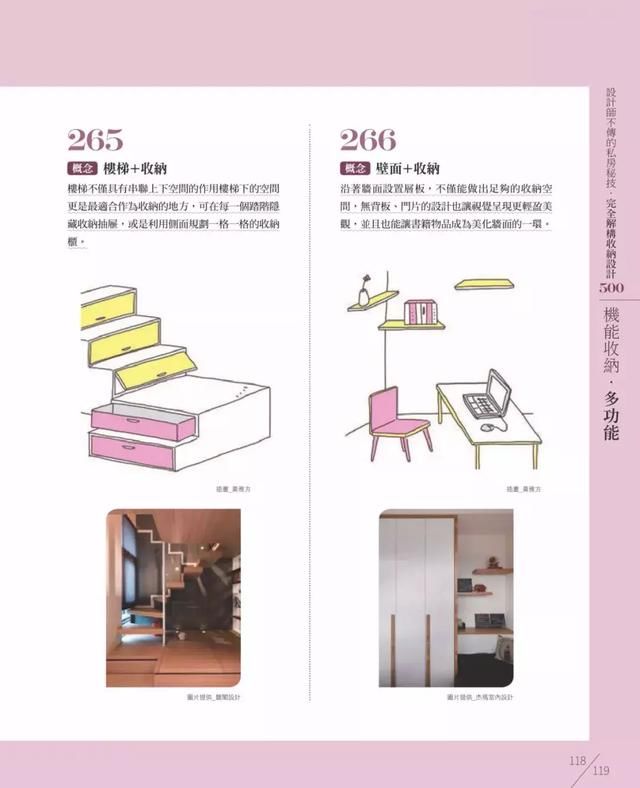 265
概念 樓梯+收納
樓梯不僅具有串聯上下空間的作用樓梯下的空間
更是最適合作為收納的地方，可在每一個踏階隱
藏收納抽屜，或是利用側面規劃一格一格的收納
櫃。
插畫_黃雅方
圖片提供_馥閣設計
266
概念 壁面+收納
沿著牆面設置層板，不僅能做出足夠的收納空
間，無背板、門片的設計也讓視覺呈現更輕盈美
觀，並且也能讓書籍物品成為美化牆面的一環。
插畫_黃雅方
圖片提供_杰瑪室內設計
設計師不傳的私房秘技．完全解構收納設計500
機能收納．多功能
118
119